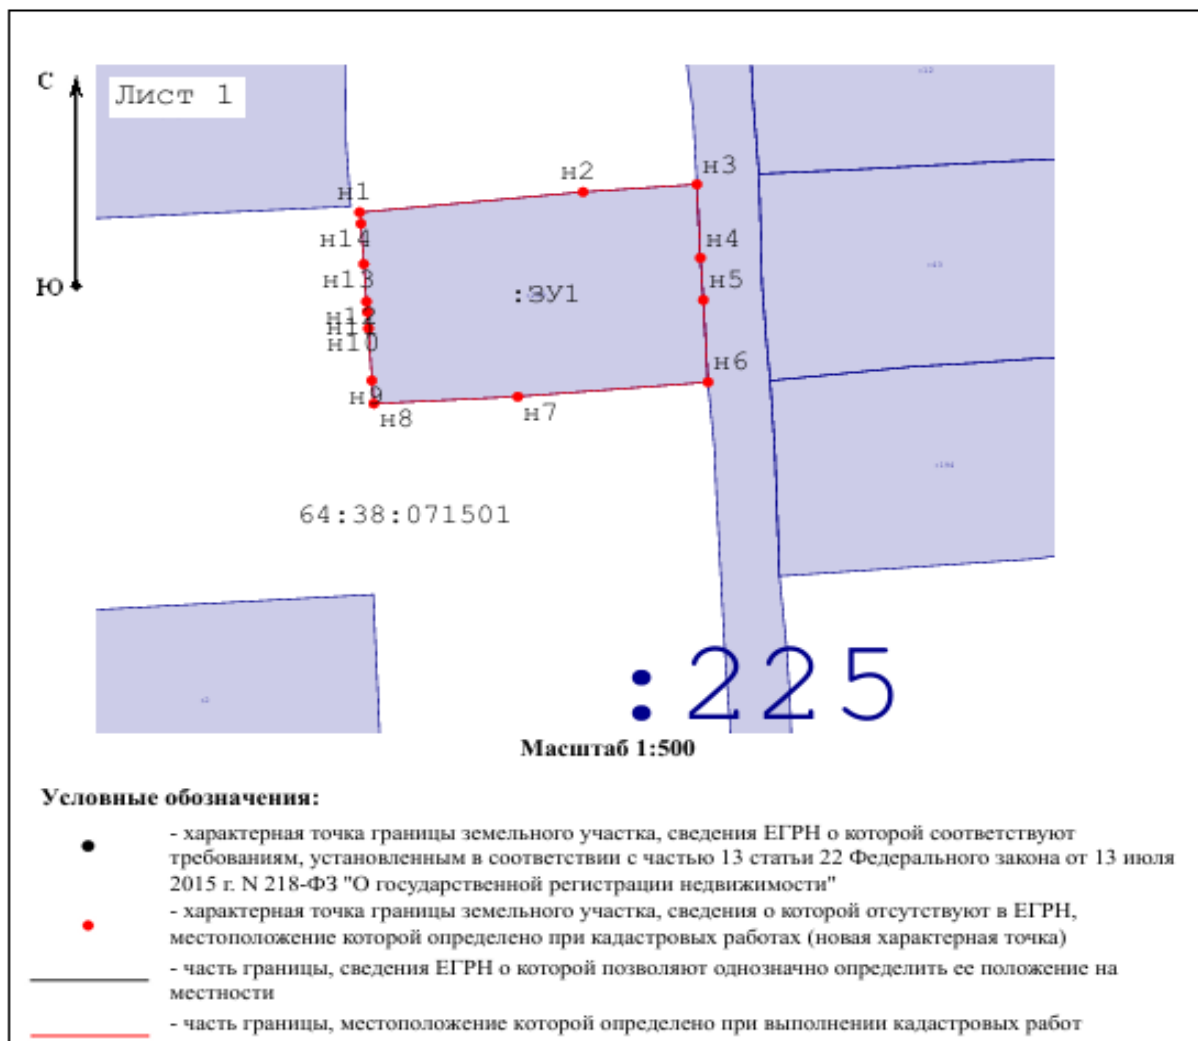 С
Лист 1
н3
н2
н1
н14
н4
н13
н5
:ЗУ1
н12
н11
н10
н6
н9
н8
н7
64:38:071501
:225
Масштаб 1:500
Условные обозначения:
- характерная точка границы земельного участка, сведения ЕГРН о которой соответствуют
требованиям, установленным в соответствии с частью 13 статьи 22 Федерального закона от 13 июля
2015 г. N 218-ФЗ "О государственной регистрации недвижимости"
- характерная точка границы земельного участка, сведения о которой отсутствуют в ЕГРН,
местоположение которой определено при кадастровых работах (новая характерная точка)
- часть границы, сведения ЕГРН о которой позволяют однозначно определить ее положение на
местности
- часть границы, местоположение которой определено при выполнении кадастровых работ
Ю